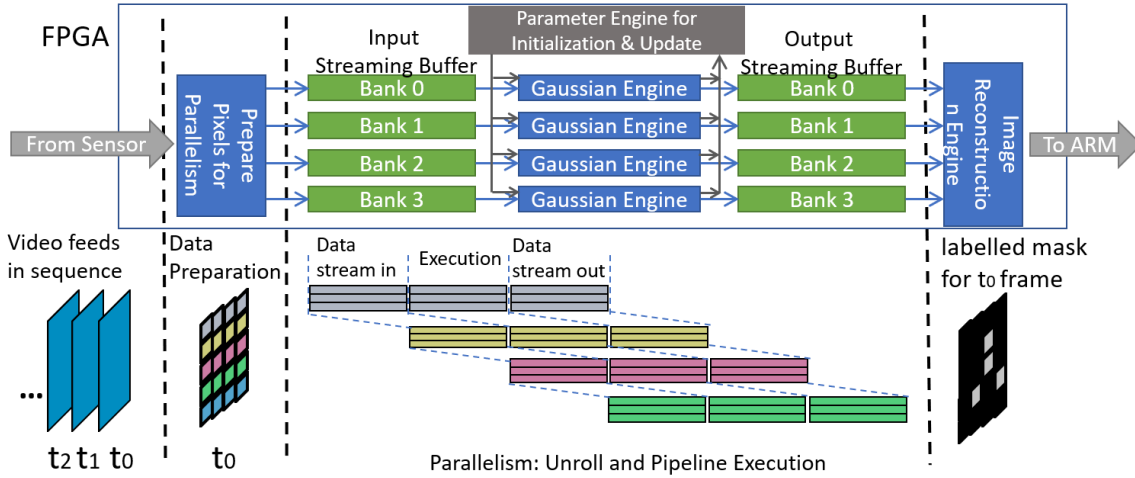 FPGA
Input
Streaming Buffer
Parameter Engine for
Initialization & Update
Output
Streaming Buffer
From Sensor
Prepare
Pixels for
Parallelism
Bank 0
Gaussian Engine
Bank 0
Bank 1
Gaussian Engine
Bank 1
Bank 2
Gaussian Engine
Bank 2
Bank 3
Gaussian Engine
Bank 3
Image
Reconstructio
n Engine
To ARM
Video feeds
in sequence
Data
Preparation
Data
stream in
Execution
Data
stream out
labelled mask
for t0 frame
...
t2 t1 t0
t0
Parallelism: Unroll and Pipeline Execution